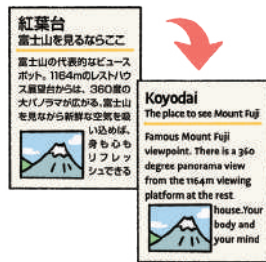 紅葉台
富士山を見るならここ
富士山の代表的なビュース
ポット。1164mのレストハウ
ス展望台からは、360度の
大パノラマが広がる。富士山
を見ながら新鮮な空気を吸
い込めば、
身も心も
リフレッ
シュできる
Koyodai
The place to see Mount Fuji
Famous Mount Fuji
viewpoint. There is a 360
degree panorama view
from the 1164m viewing
platform at the rest
house.Your
body and
your mind